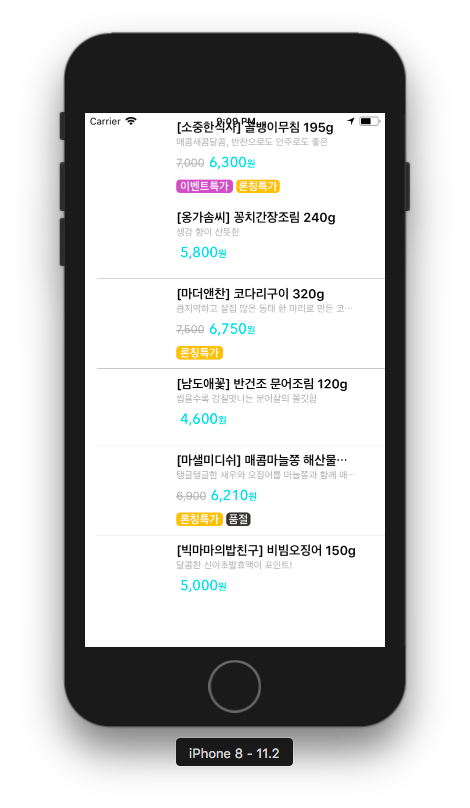 Carrier 9:09 PM
[소중한식사] 골뱅이무침 195g
매콤새콤달콤, 반찬으로도 안주로도 좋은
7,000 6,300원
이벤트특가 론칭특가
[옹가솜씨] 꽁치간장조림 240g
생강 향이 산뜻한
5,800원
[마더앤찬] 코다리구이 320g
큼지막하고 살집 많은 동태 한 마리로 만든 코…
7,500 6,750원
론칭특가
[남도애꽃] 반건조 문어조림 120g
씹을수록 감칠맛나는 문어살의 쫄깃함
4,600원
[마샐미디쉬] 매콤마늘쫑 해산물…
탱글탱글한 새우와 오징어를 마늘쫑과 함께 매…
6,900 6,210원
론칭특가 품절
[빅마마의밥친구] 비빔오징어 150g
달콤한 신야초발효액이 포인트!
5,000원
iPhone 8 - 11.2